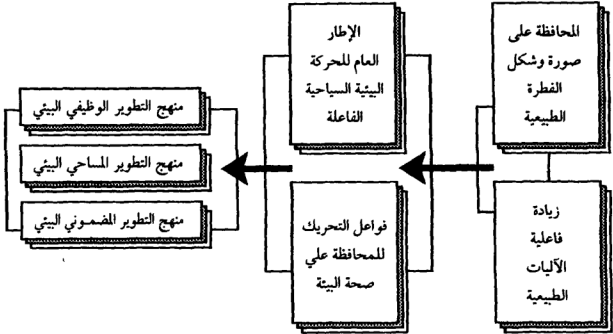 المحافظة على
صورة وشكل
الفطرة
الطبيعية
زيادة
فاعلية
الآليات
الطبيعية
الإطار
العام للحركة
البيئية السياحية
الفاعلة
فواعل التحريك
للمحافظة علي
صحة البيئة
منهج التطوير الوظيفي البيئي
منهج التطوير المساحي البيئي
منهج التطوير المضموني البيئي